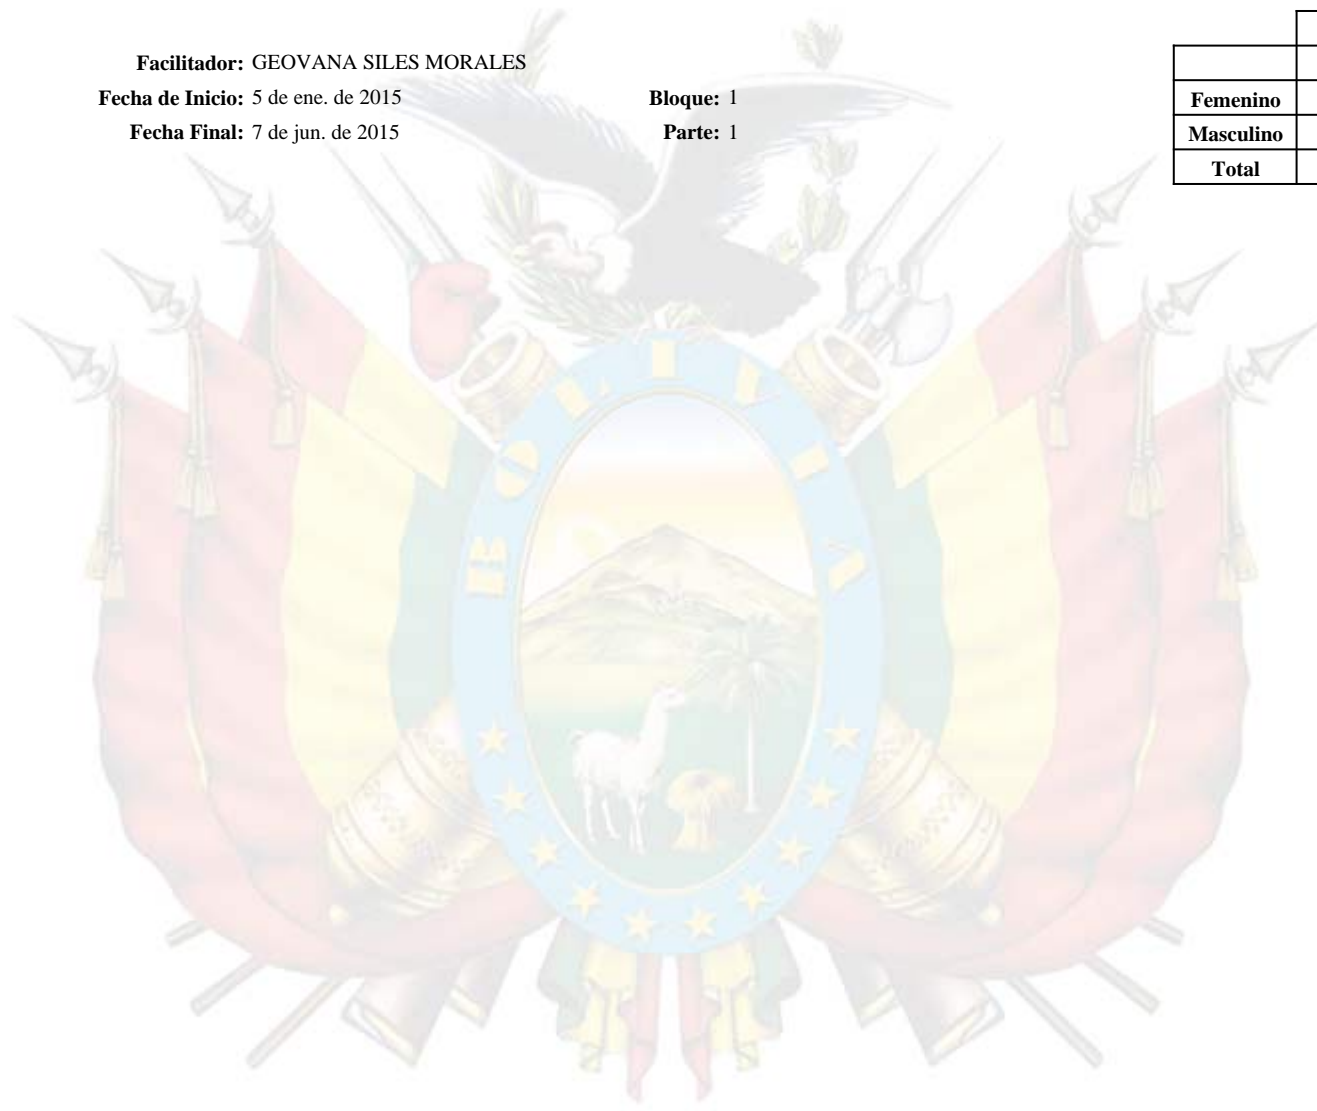 Facilitador: GEOVANA SILES MORALES
Fecha de Inicio: 5 de ene. de 2015 Bloque: 1
Fecha Final: 7 de jun. de 2015 Parte: 1
Femenino
Masculino
Total
BOLIVIA